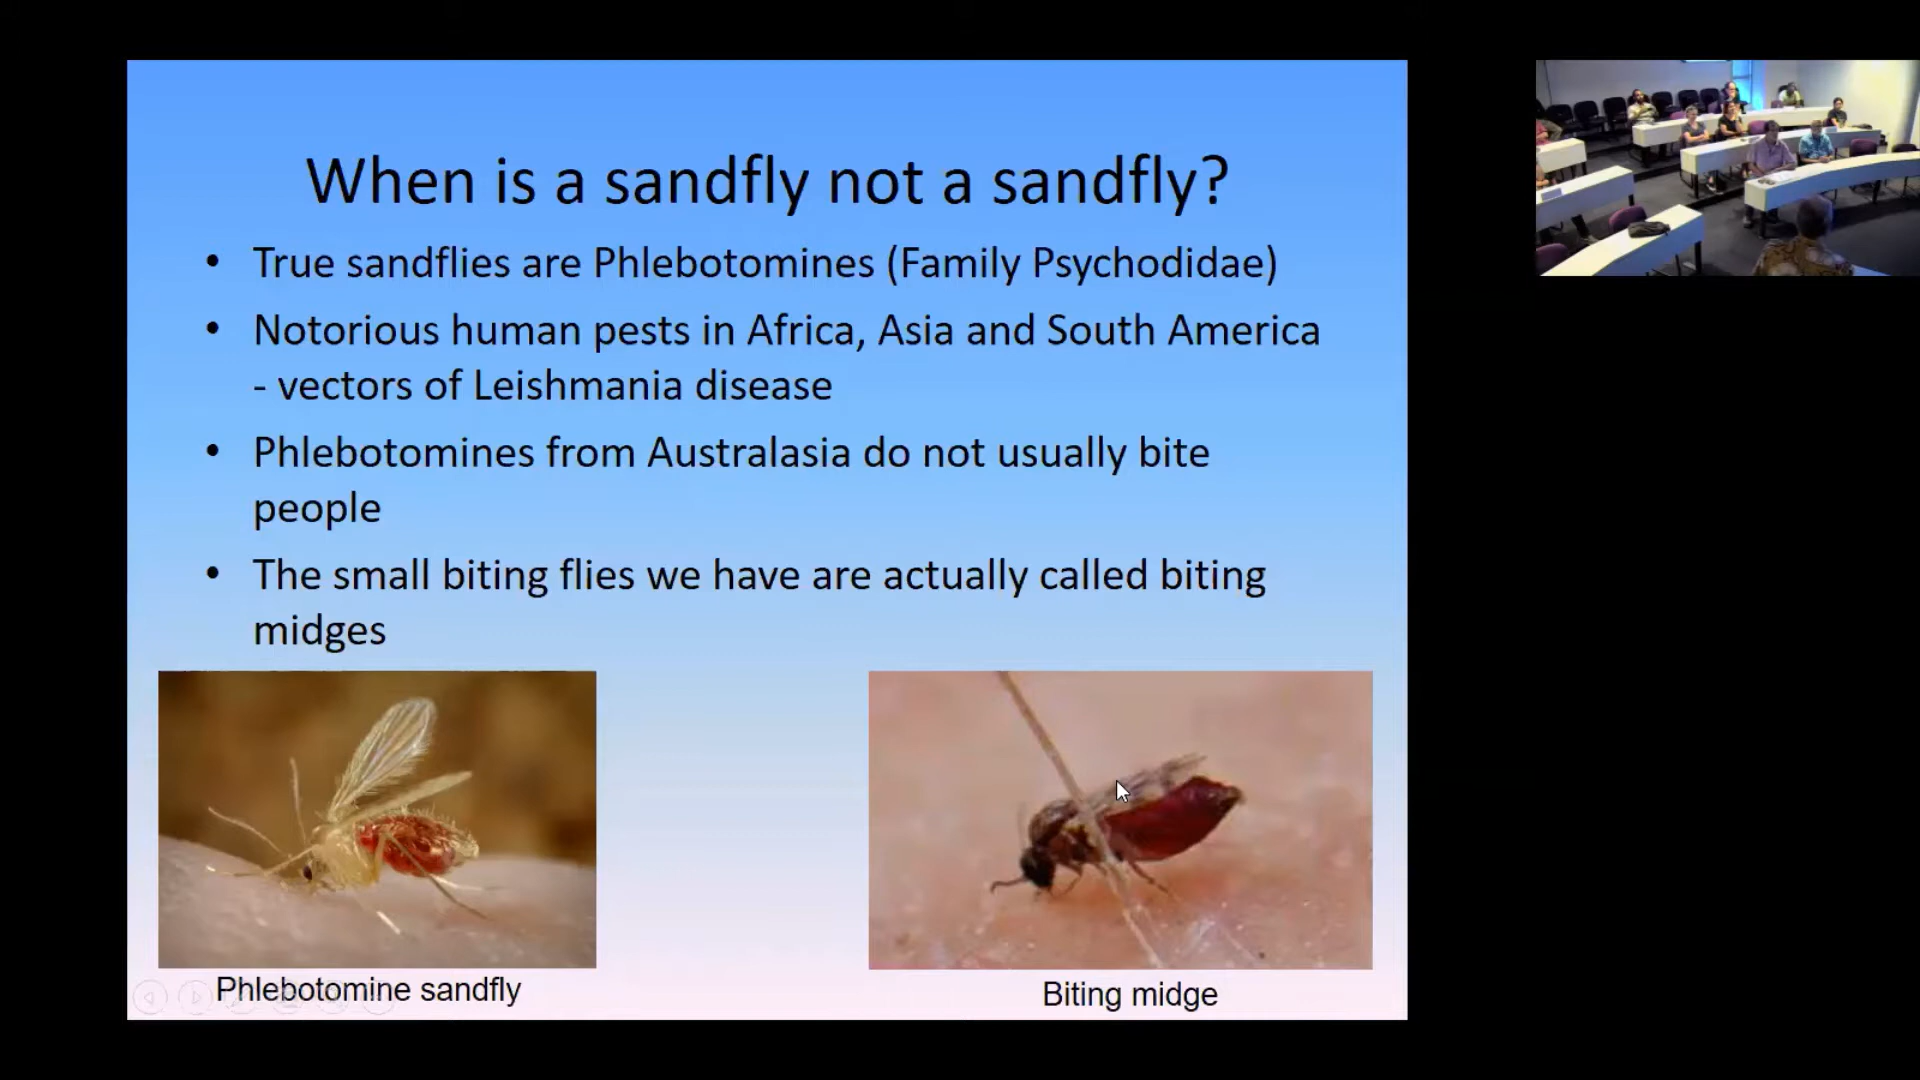 When is a sandfly not a sandfly?
• True sandflies are Phlebotomines (Family Psychodidae)
• Notorious human pests in Africa, Asia and South America
- vectors of Leishmania disease
• Phlebotomines from Australasia do not usually bite
people
• The small biting flies we have are actually called biting
midges
Phlebotomine sandfly
Biting midge